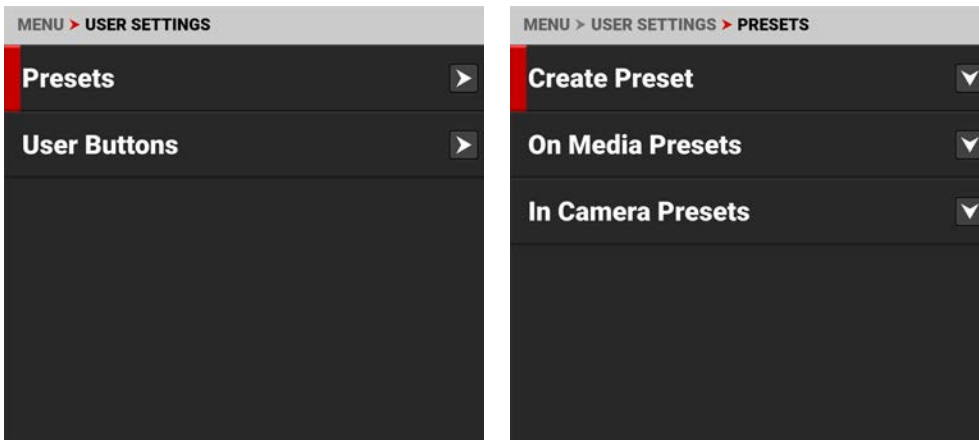 MENU > USER SETTINGS
Presets
User Buttons
MENU > USER SETTINGS > PRESETS
Create Preset
On Media Presets
In Camera Presets